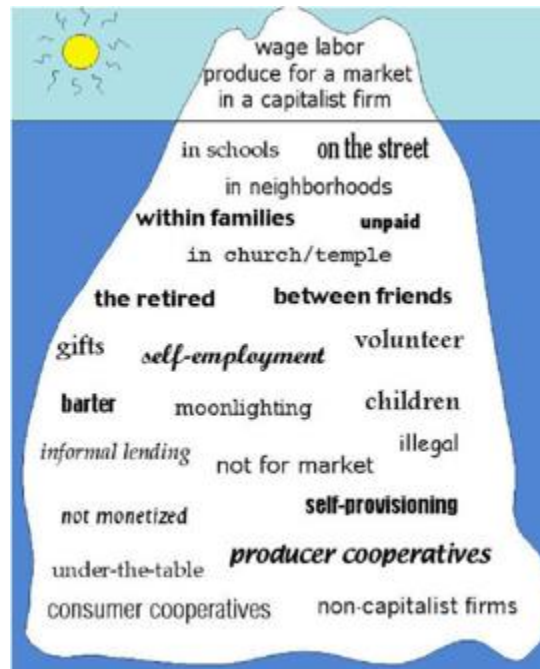 wage labor
produce for a market
in a capitalist firm
in schools on the street
in neighborhoods
within families unpaid
in church/temple
the retired between friends
gifts self-employment volunteer
barter moonlighting children
informal lending not for market illegal
not monetized self-provisioning
under-the-table producer cooperatives
consumer cooperatives non-capitalist firms